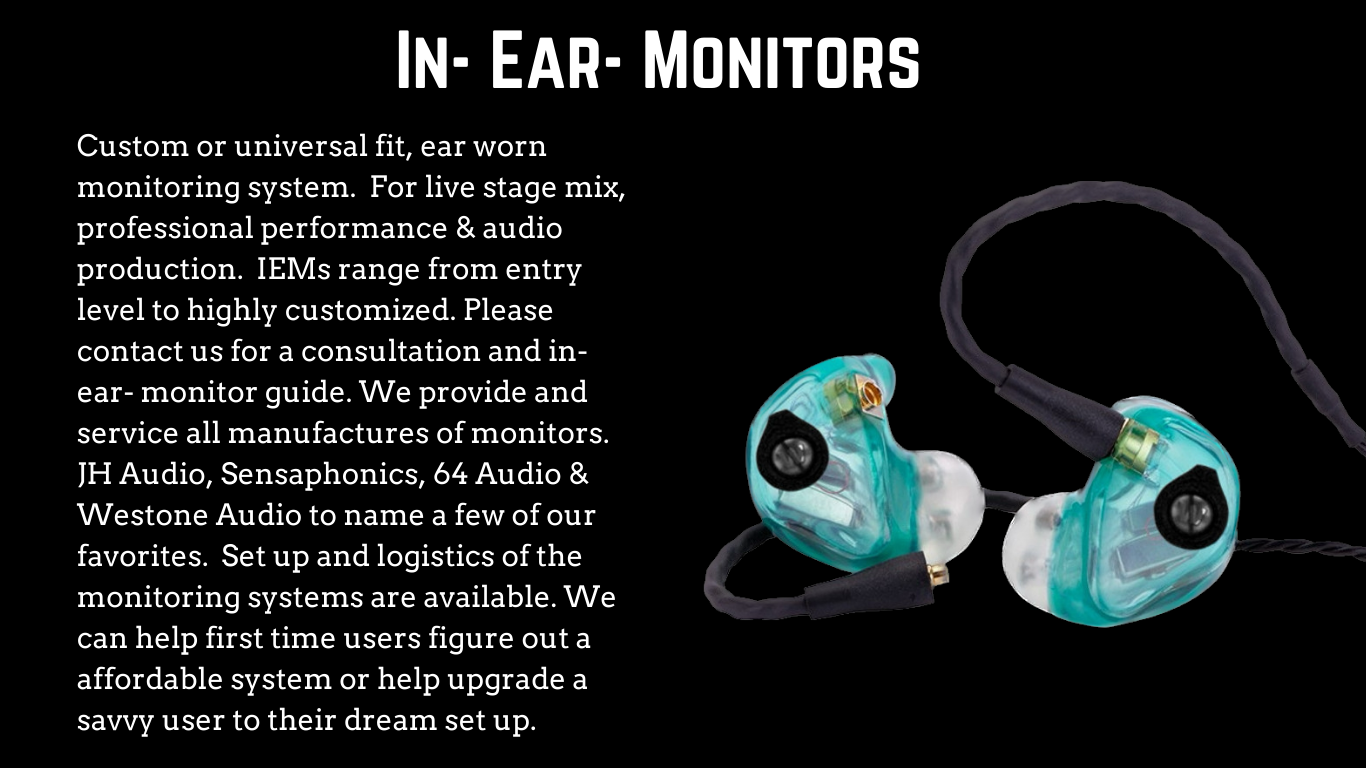 In- Ear- Monitors
Custom or universal fit, ear worn
monitoring system.  For live stage mix,
professional performance & audio
production.  IEMs range from entry
level to highly customized. Please
contact us for a consultation and in-
ear- monitor guide. We provide and
service all manufactures of monitors.
JH Audio, Sensaphonics, 64 Audio &
Westone Audio to name a few of our
favorites.  Set up and logistics of the
monitoring systems are available. We
can help first time users figure out a
affordable system or help upgrade a
savvy user to their dream set up.